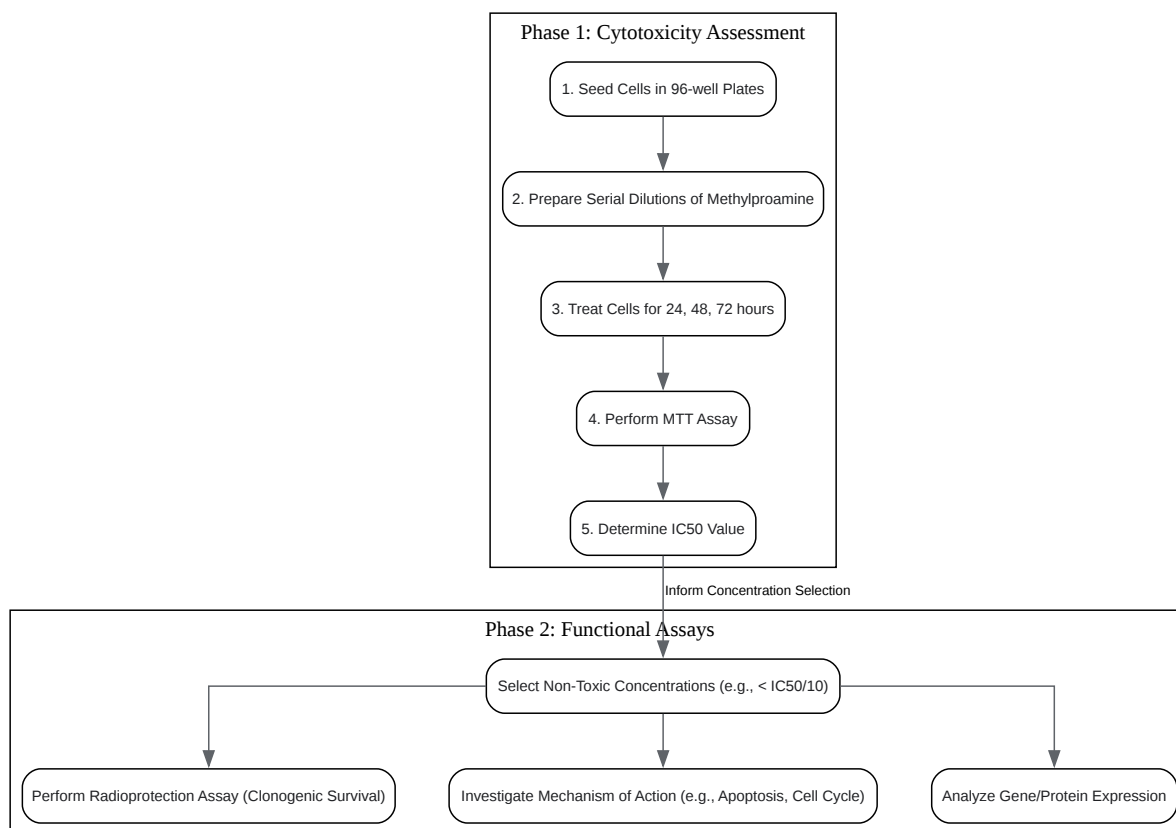 Phase 1: Cytotoxicity Assessment
1. Seed Cells in 96-well Plates
2. Prepare Serial Dilutions of Methylproamine
3. Treat Cells for 24, 48, 72 hours
4. Perform MTT Assay
5. Determine IC50 Value
Inform Concentration Selection
Phase 2: Functional Assays
Select Non-Toxic Concentrations (e.g., < IC50/10)
Perform Radioprotection Assay (Clonogenic Survival)
Investigate Mechanism of Action (e.g., Apoptosis, Cell Cycle)
Analyze Gene/Protein Expression